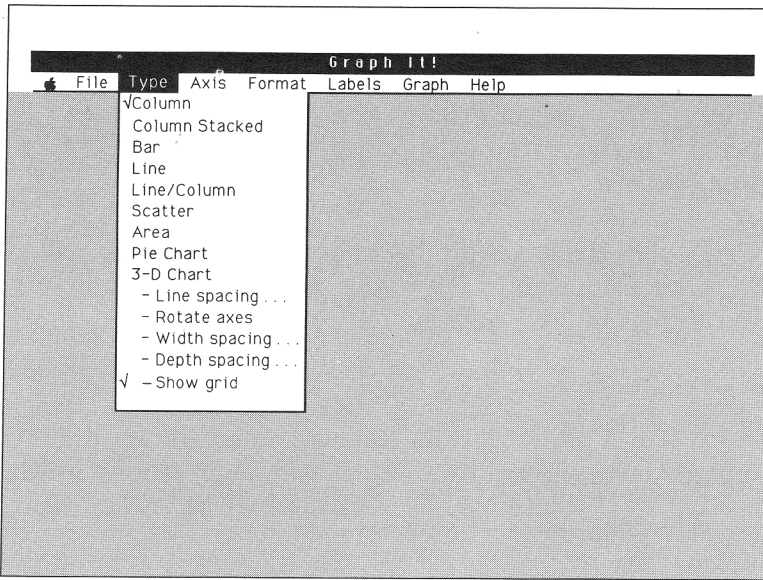 Graph It!
File Type Axis Format Labels Graph Help
√Column
Column Stacked
Bar
Line
Line/Column
Scatter
Area
Pie Chart
3-D Chart
- Line spacing...
- Rotate axes
- Width spacing...
- Depth spacing...
√ - Show grid